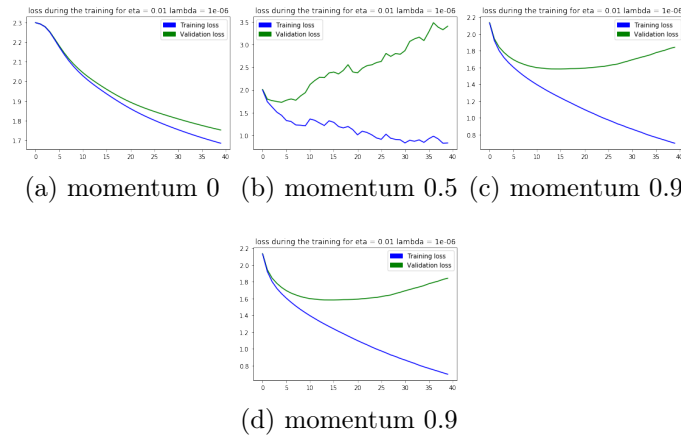 loss during the training for eta = 0.01 lambda = 1e-06
Training loss
Validation loss
2.3
2.2
2.1
2.0
1.9
1.8
1.7
0 5 10 15 20 25 30 35 40
(a) momentum 0
loss during the training for eta = 0.01 lambda = 1e-06
Training loss
Validation loss
3.5
3.0
2.5
2.0
1.5
1.0
0 5 10 15 20 25 30 35 40
(b) momentum 0.5
loss during the training for eta = 0.01 lambda = 1e-06
Training loss
Validation loss
2.2
2.0
1.8
1.6
1.4
1.2
1.0
0.8
0 5 10 15 20 25 30 35 40
(c) momentum 0.9
loss during the training for eta = 0.01 lambda = 1e-06
Training loss
Validation loss
2.2
2.0
1.8
1.6
1.4
1.2
1.0
0.8
0 5 10 15 20 25 30 35 40
(d) momentum 0.9